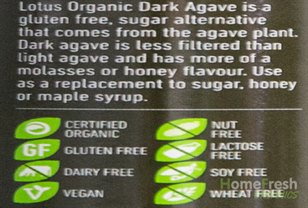 Lotus Organic Dark Agave is a
gluten free, sugar alternative
that comes from the agave plant.
Dark agave is less filtered than
light agave and has more of a
molasses or honey flavour. Use
as a replacement to sugar, honey
or maple syrup.
CERTIFIED
ORGANIC
GF GLUTEN FREE
DAIRY FREE
VEGAN
NUT
FREE
LACTOSE
FREE
SOY FREE
WHEAT FREE
HomeFresh